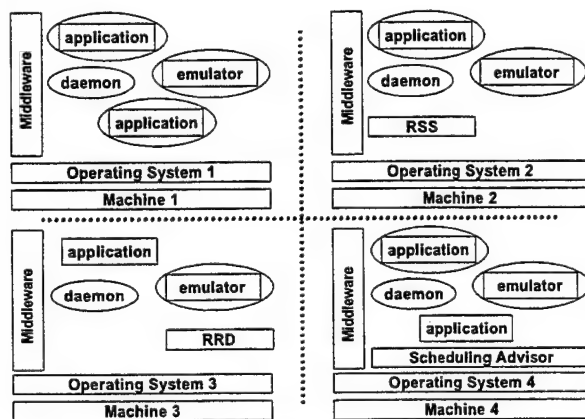 Middleware
application
daemon
emulator
application
Operating System 1
Machine 1
Middleware
application
daemon
emulator
RSS
Operating System 2
Machine 2
Middleware
application
daemon
emulator
RRD
Operating System 3
Machine 3
Middleware
application
daemon
emulator
application
Scheduling Advisor
Operating System 4
Machine 4